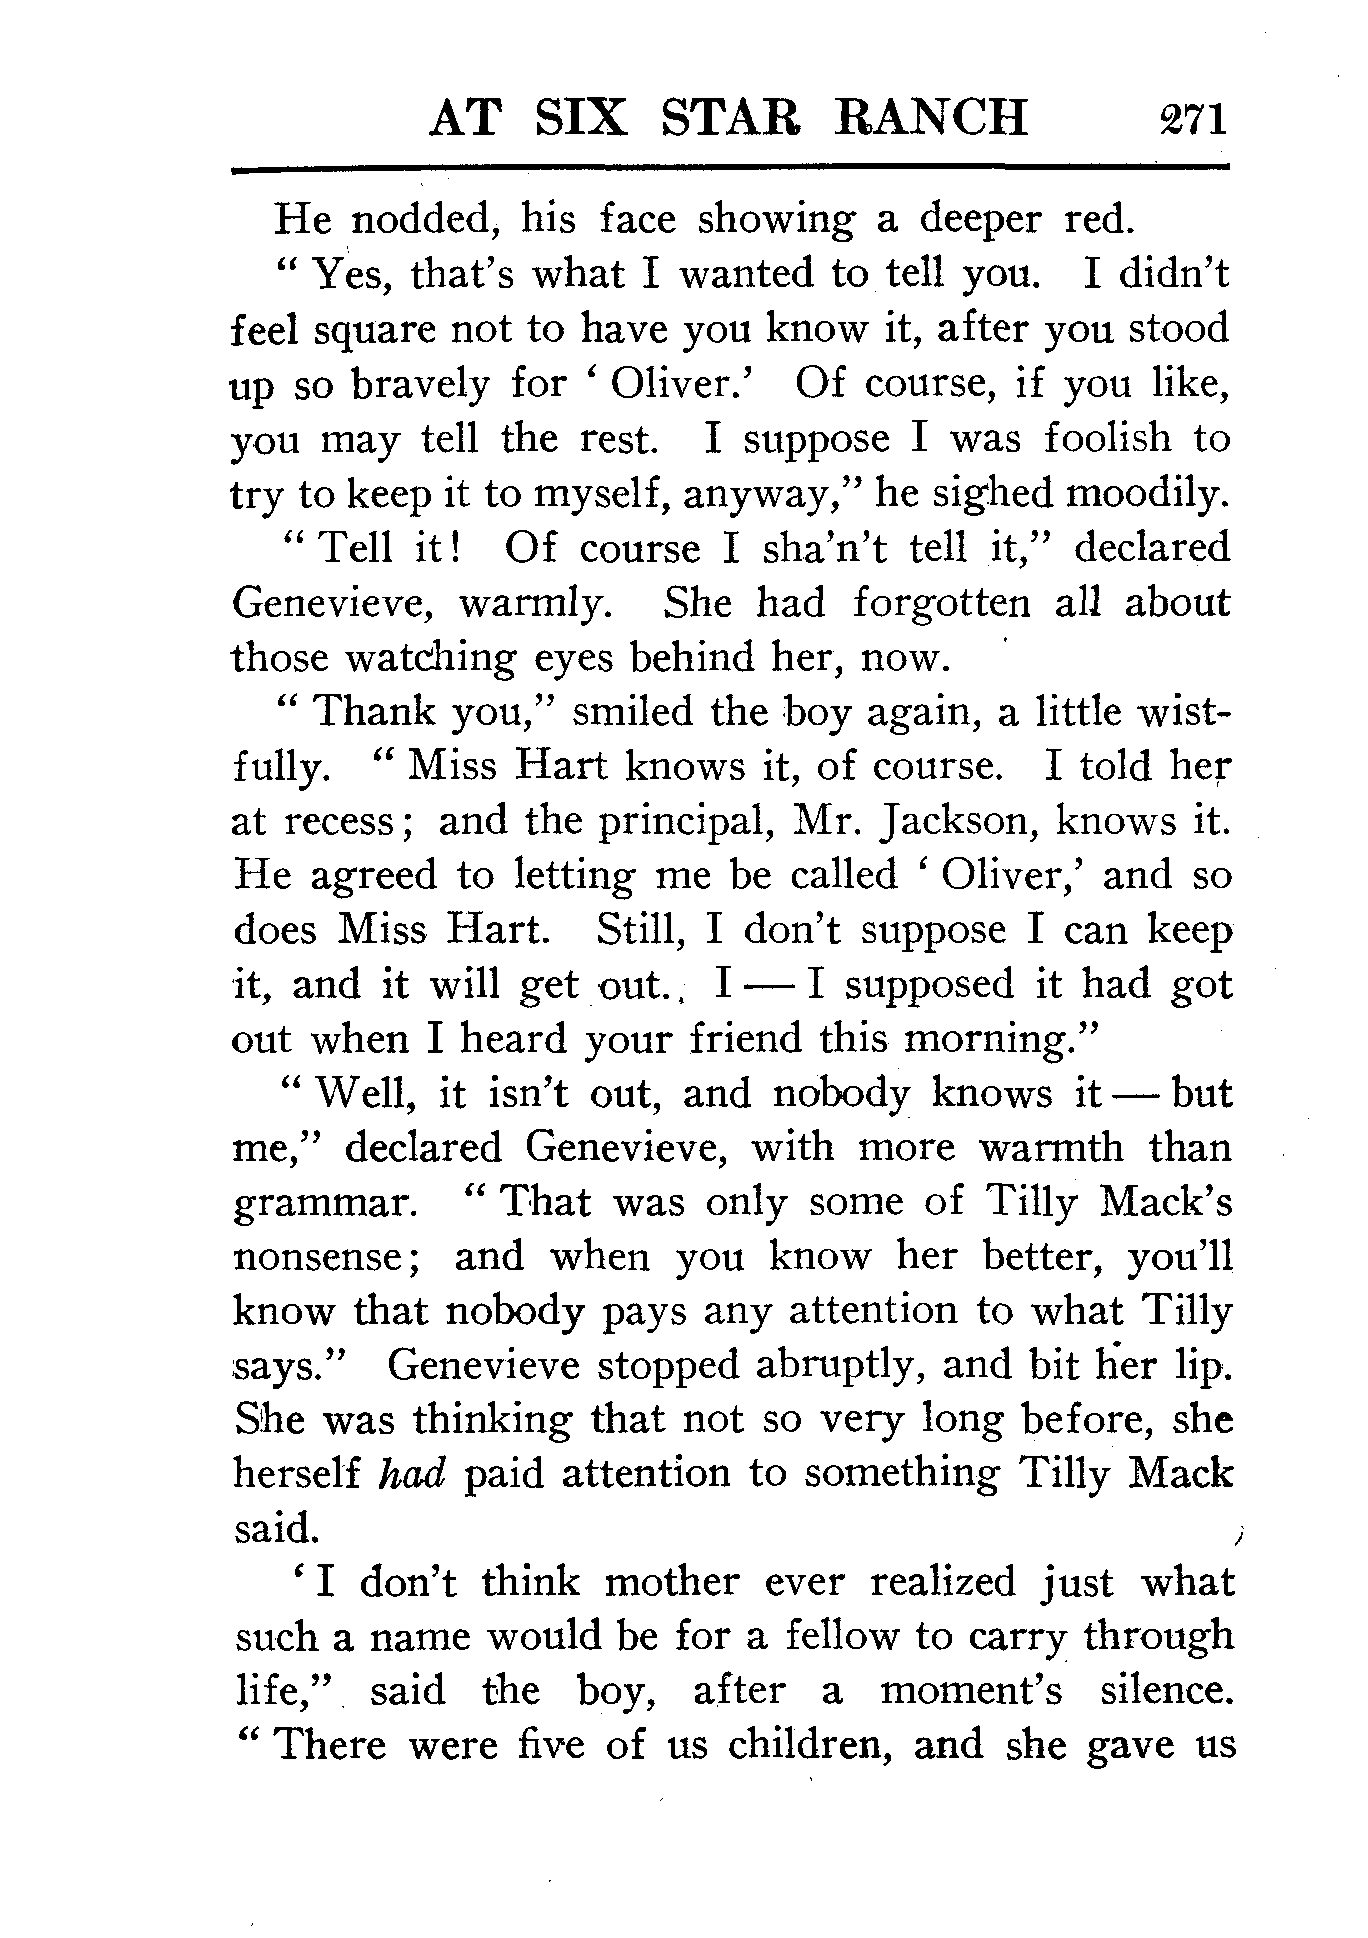 AT SIX STAR RANCH 271
He nodded, his face showing a deeper red.
“ Yes, that’s what I wanted to tell you. I didn’t
feel square not to have you know it, after you stood
up so bravely for ‘ Oliver.’ Of course, if you like,
you may tell the rest. I suppose I was foolish to
try to keep it to myself, anyway,” he sighed moodily.
“ Tell it! Of course I sha’n’t tell it,” declared
Genevieve, warmly. She had forgotten all about
those watching eyes behind her, now.
“ Thank you,” smiled the boy again, a little wist-
fully. “ Miss Hart knows it, of course. I told her
at recess; and the principal, Mr. Jackson, knows it.
He agreed to letting me be called ‘ Oliver,’ and so
does Miss Hart. Still, I don’t suppose I can keep
it, and it will get out. I — I supposed it had got
out when I heard your friend this morning.”
“ Well, it isn’t out, and nobody knows it — but
me,” declared Genevieve, with more warmth than
grammar. “ That was only some of Tilly Mack’s
nonsense; and when you know her better, you’ll
know that nobody pays any attention to what Tilly
says.” Genevieve stopped abruptly, and bit her lip.
She was thinking that not so very long before, she
herself had paid attention to something Tilly Mack
said.
‘ I don’t think mother ever realized just what
such a name would be for a fellow to carry through
life,” said the boy, after a moment’s silence.
“ There were five of us children, and she gave us